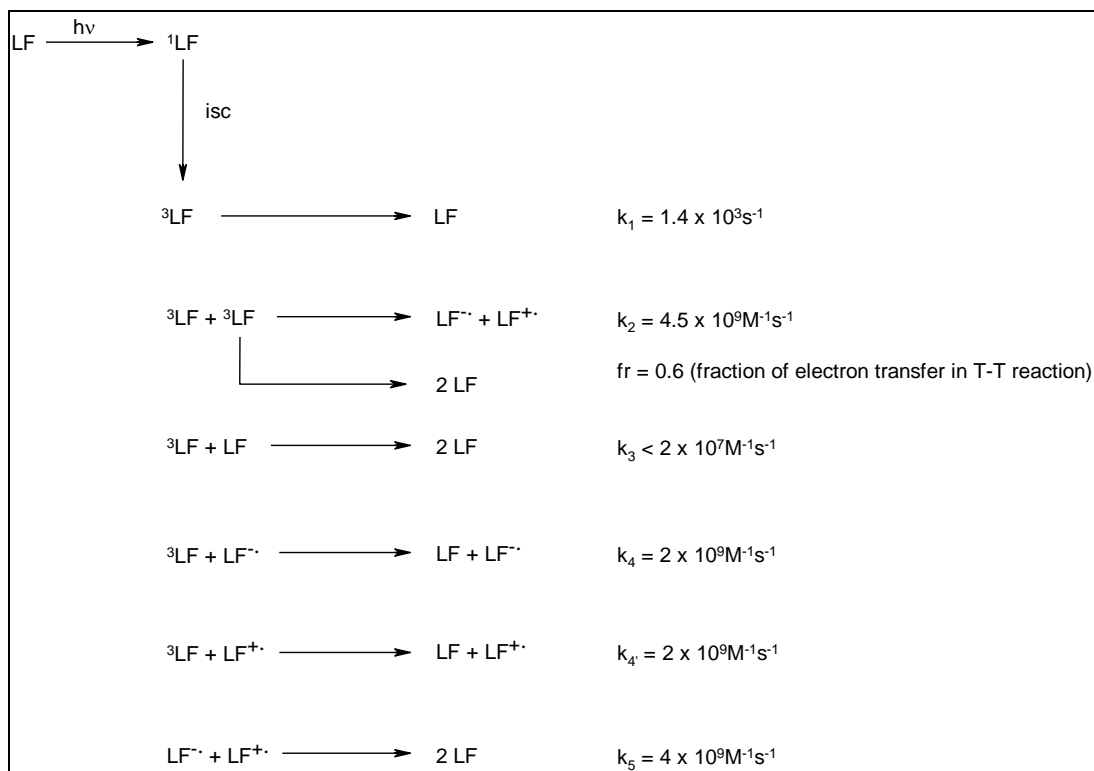 hν
LF ¹LF
isc
³LF LF k₁ = 1.4 x 10³s⁻¹
³LF + ³LF LF⁻· + LF⁺· k₂ = 4.5 x 10⁹M⁻¹s⁻¹
fr = 0.6 (fraction of electron transfer in T-T reaction)
2 LF
³LF + LF 2 LF k₃ < 2 x 10⁷M⁻¹s⁻¹
³LF + LF⁻· LF + LF⁻· k₄ = 2 x 10⁹M⁻¹s⁻¹
³LF + LF⁺· LF + LF⁺· k₄' = 2 x 10⁹M⁻¹s⁻¹
LF⁻· + LF⁺· 2 LF k₅ = 4 x 10⁹M⁻¹s⁻¹